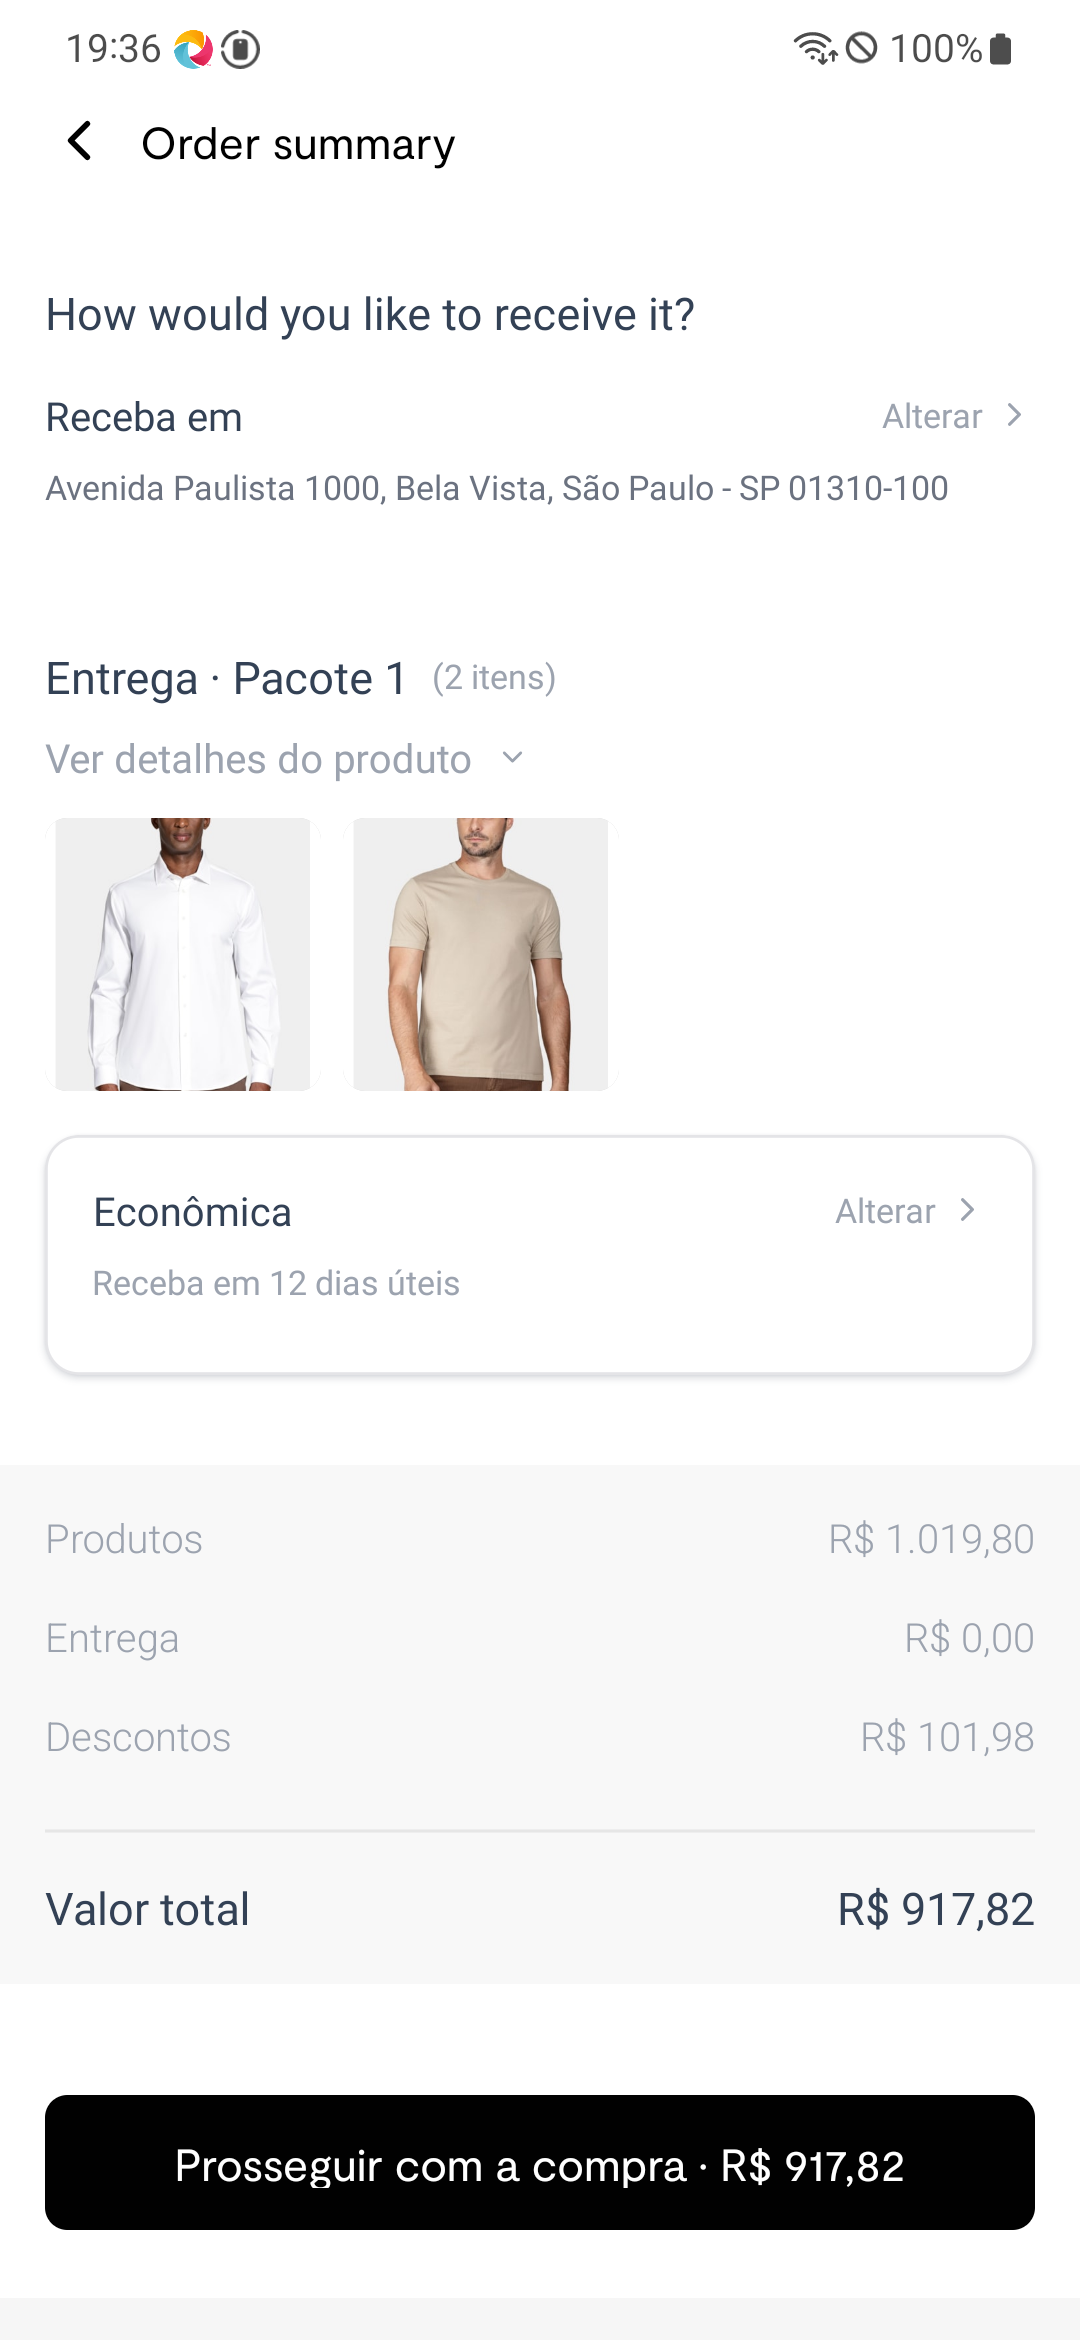 19:36
100%
Order summary
How would you like to receive it?
Receba em
Alterar
Avenida Paulista 1000, Bela Vista, São Paulo - SP 01310-100
Entrega · Pacote 1 (2 itens)
Ver detalhes do produto
Econômica
Alterar
Receba em 12 dias úteis
Produtos R$ 1.019,80
Entrega R$ 0,00
Descontos R$ 101,98
Valor total R$ 917,82
Prosseguir com a compra · R$ 917,82